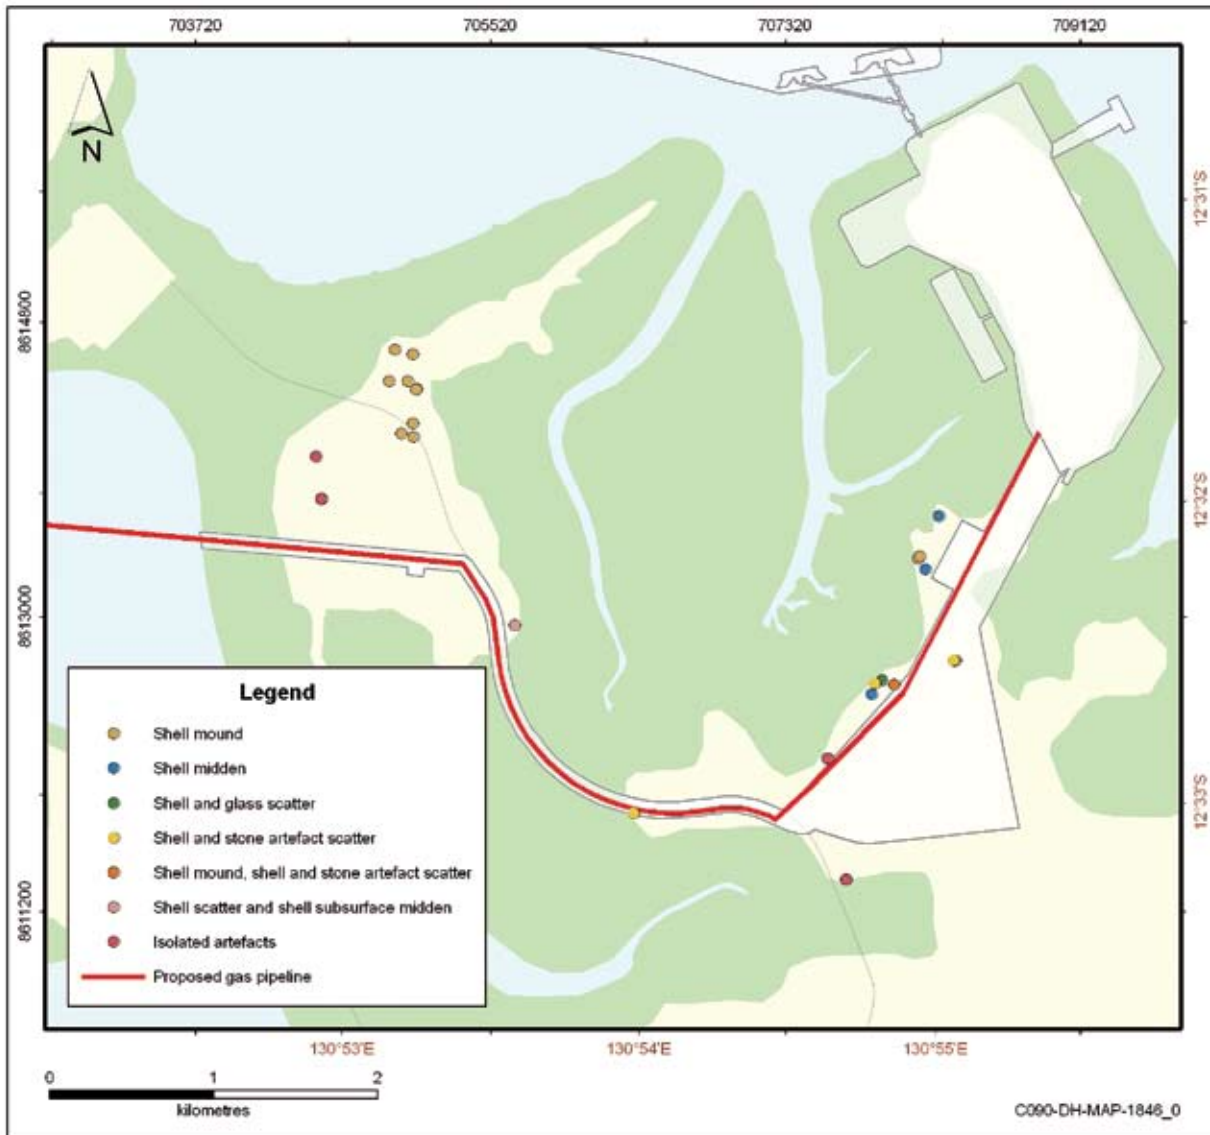 703720 705520 707320 709120
N
12°31'S
8614800
12°32'S
8613000
Legend
Shell mound
Shell midden
Shell and glass scatter
Shell and stone artefact scatter
Shell mound, shell and stone artefact scatter
Shell scatter and shell subsurface midden
Isolated artefacts
Proposed gas pipeline
12°33'S
8611200
130°53'E 130°54'E 130°55'E
0 1 2
kilometres
C090-DH-MAP-1846_0